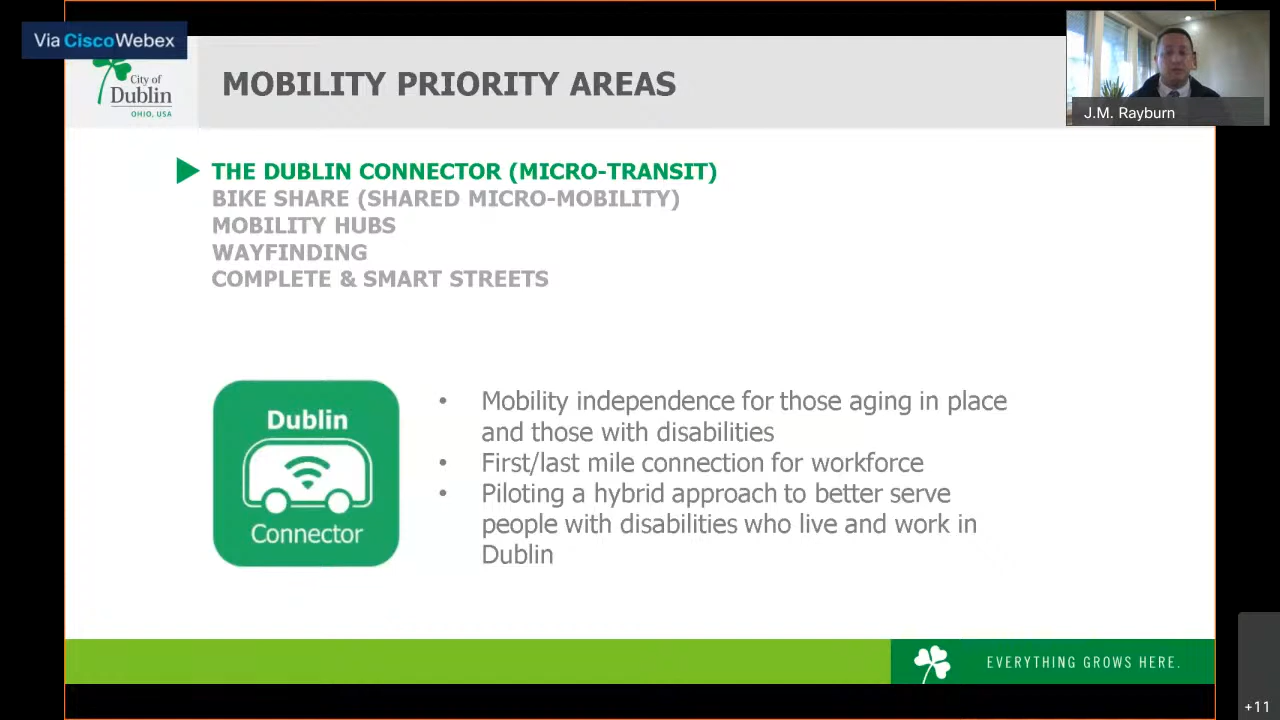 Via CiscoWebex
City of
Dublin
OHIO, USA
MOBILITY PRIORITY AREAS
J.M. Rayburn
THE DUBLIN CONNECTOR (MICRO-TRANSIT)
BIKE SHARE (SHARED MICRO-MOBILITY)
MOBILITY HUBS
WAYFINDING
COMPLETE & SMART STREETS
Dublin
Connector
• Mobility independence for those aging in place
and those with disabilities
• First/last mile connection for workforce
• Piloting a hybrid approach to better serve
people with disabilities who live and work in
Dublin
EVERYTHING GROWS HERE.
+11